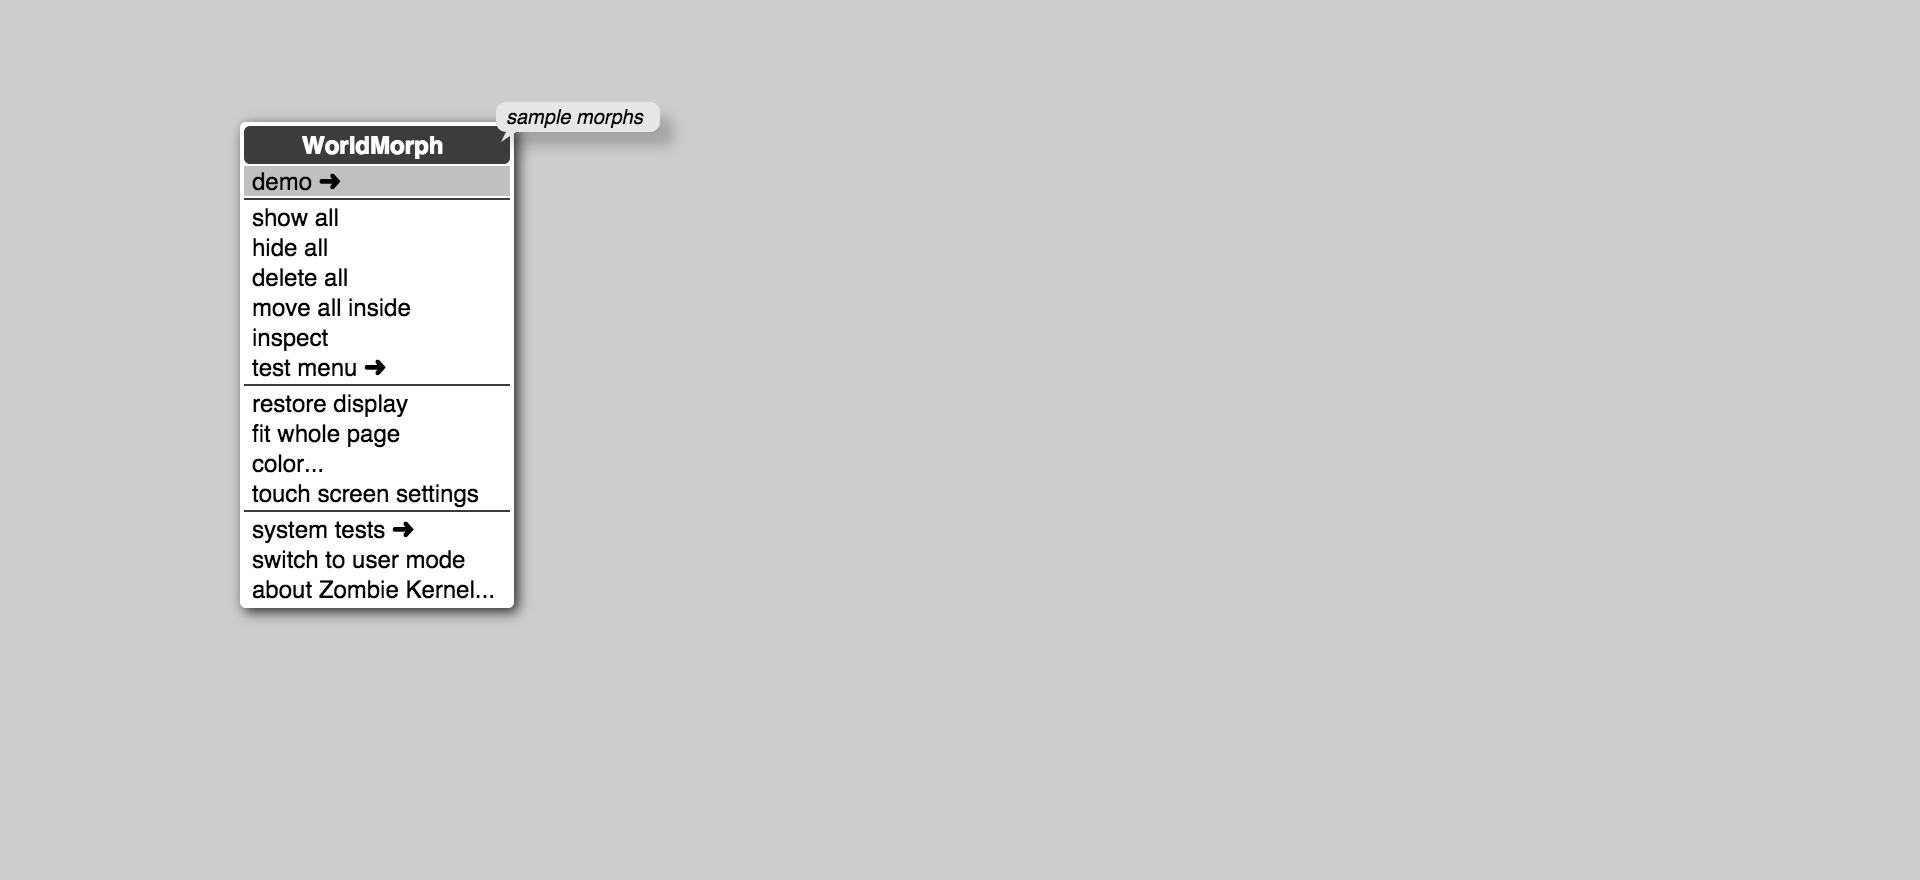 sample morphs
WorldMorph
demo ➜
show all
hide all
delete all
move all inside
inspect
test menu ➜
restore display
fit whole page
color...
touch screen settings
system tests ➜
switch to user mode
about Zombie Kernel...